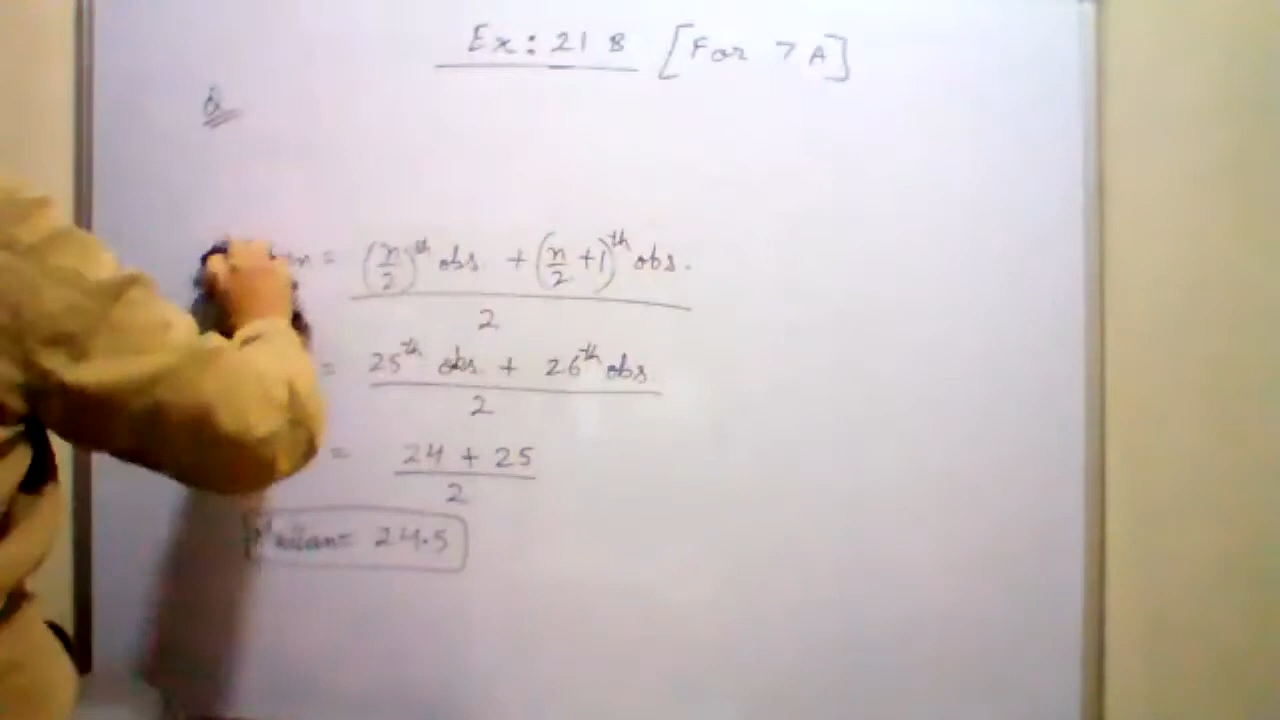 Ex: 21 B [For 7 A]
Q
= (n/2)th obs. + (n/2 + 1)th obs.
2
= 25th obs. + 26th obs
2
= 24 + 25
2
Median = 24.5